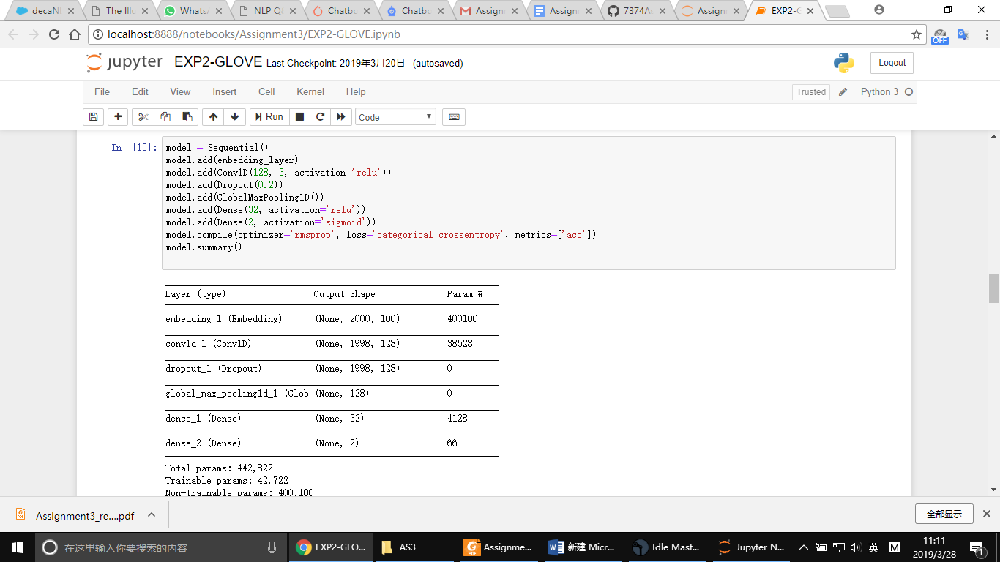 decaNL
The Illu
WhatsA
NLP Q&
Chatbo
Chatbo
Assignm
Assignm
7374As
Assignm
EXP2-G
localhost:8888/notebooks/Assignment3/EXP2-GLOVE.ipynb
OFF
jupyter EXP2-GLOVE Last Checkpoint: 2019年3月20日 (autosaved)
Logout
File Edit View Insert Cell Kernel Help
Trusted Python 3
Run Code
In [15]:
model = Sequential()
model.add(embedding_layer)
model.add(Conv1D(128, 3, activation='relu'))
model.add(Dropout(0.2))
model.add(GlobalMaxPooling1D())
model.add(Dense(32, activation='relu'))
model.add(Dense(2, activation='sigmoid'))
model.compile(optimizer='rmsprop', loss='categorical_crossentropy', metrics=['acc'])
model.summary()
Layer (type) Output Shape Param #
embedding_1 (Embedding) (None, 2000, 100) 400100
conv1d_1 (Conv1D) (None, 1998, 128) 38528
dropout_1 (Dropout) (None, 1998, 128) 0
global_max_pooling1d_1 (Glob (None, 128) 0
dense_1 (Dense) (None, 32) 4128
dense_2 (Dense) (None, 2) 66
Total params: 442,822
Trainable params: 42,722
Non-trainable params: 400,100
Assignment3_re....pdf
全部显示
在这里输入你要搜索的内容
EXP2-GLO...
AS3
Assignme...
新建 Micr...
Idle Mast...
Jupyter N...
英
M
11:11
2019/3/28
1